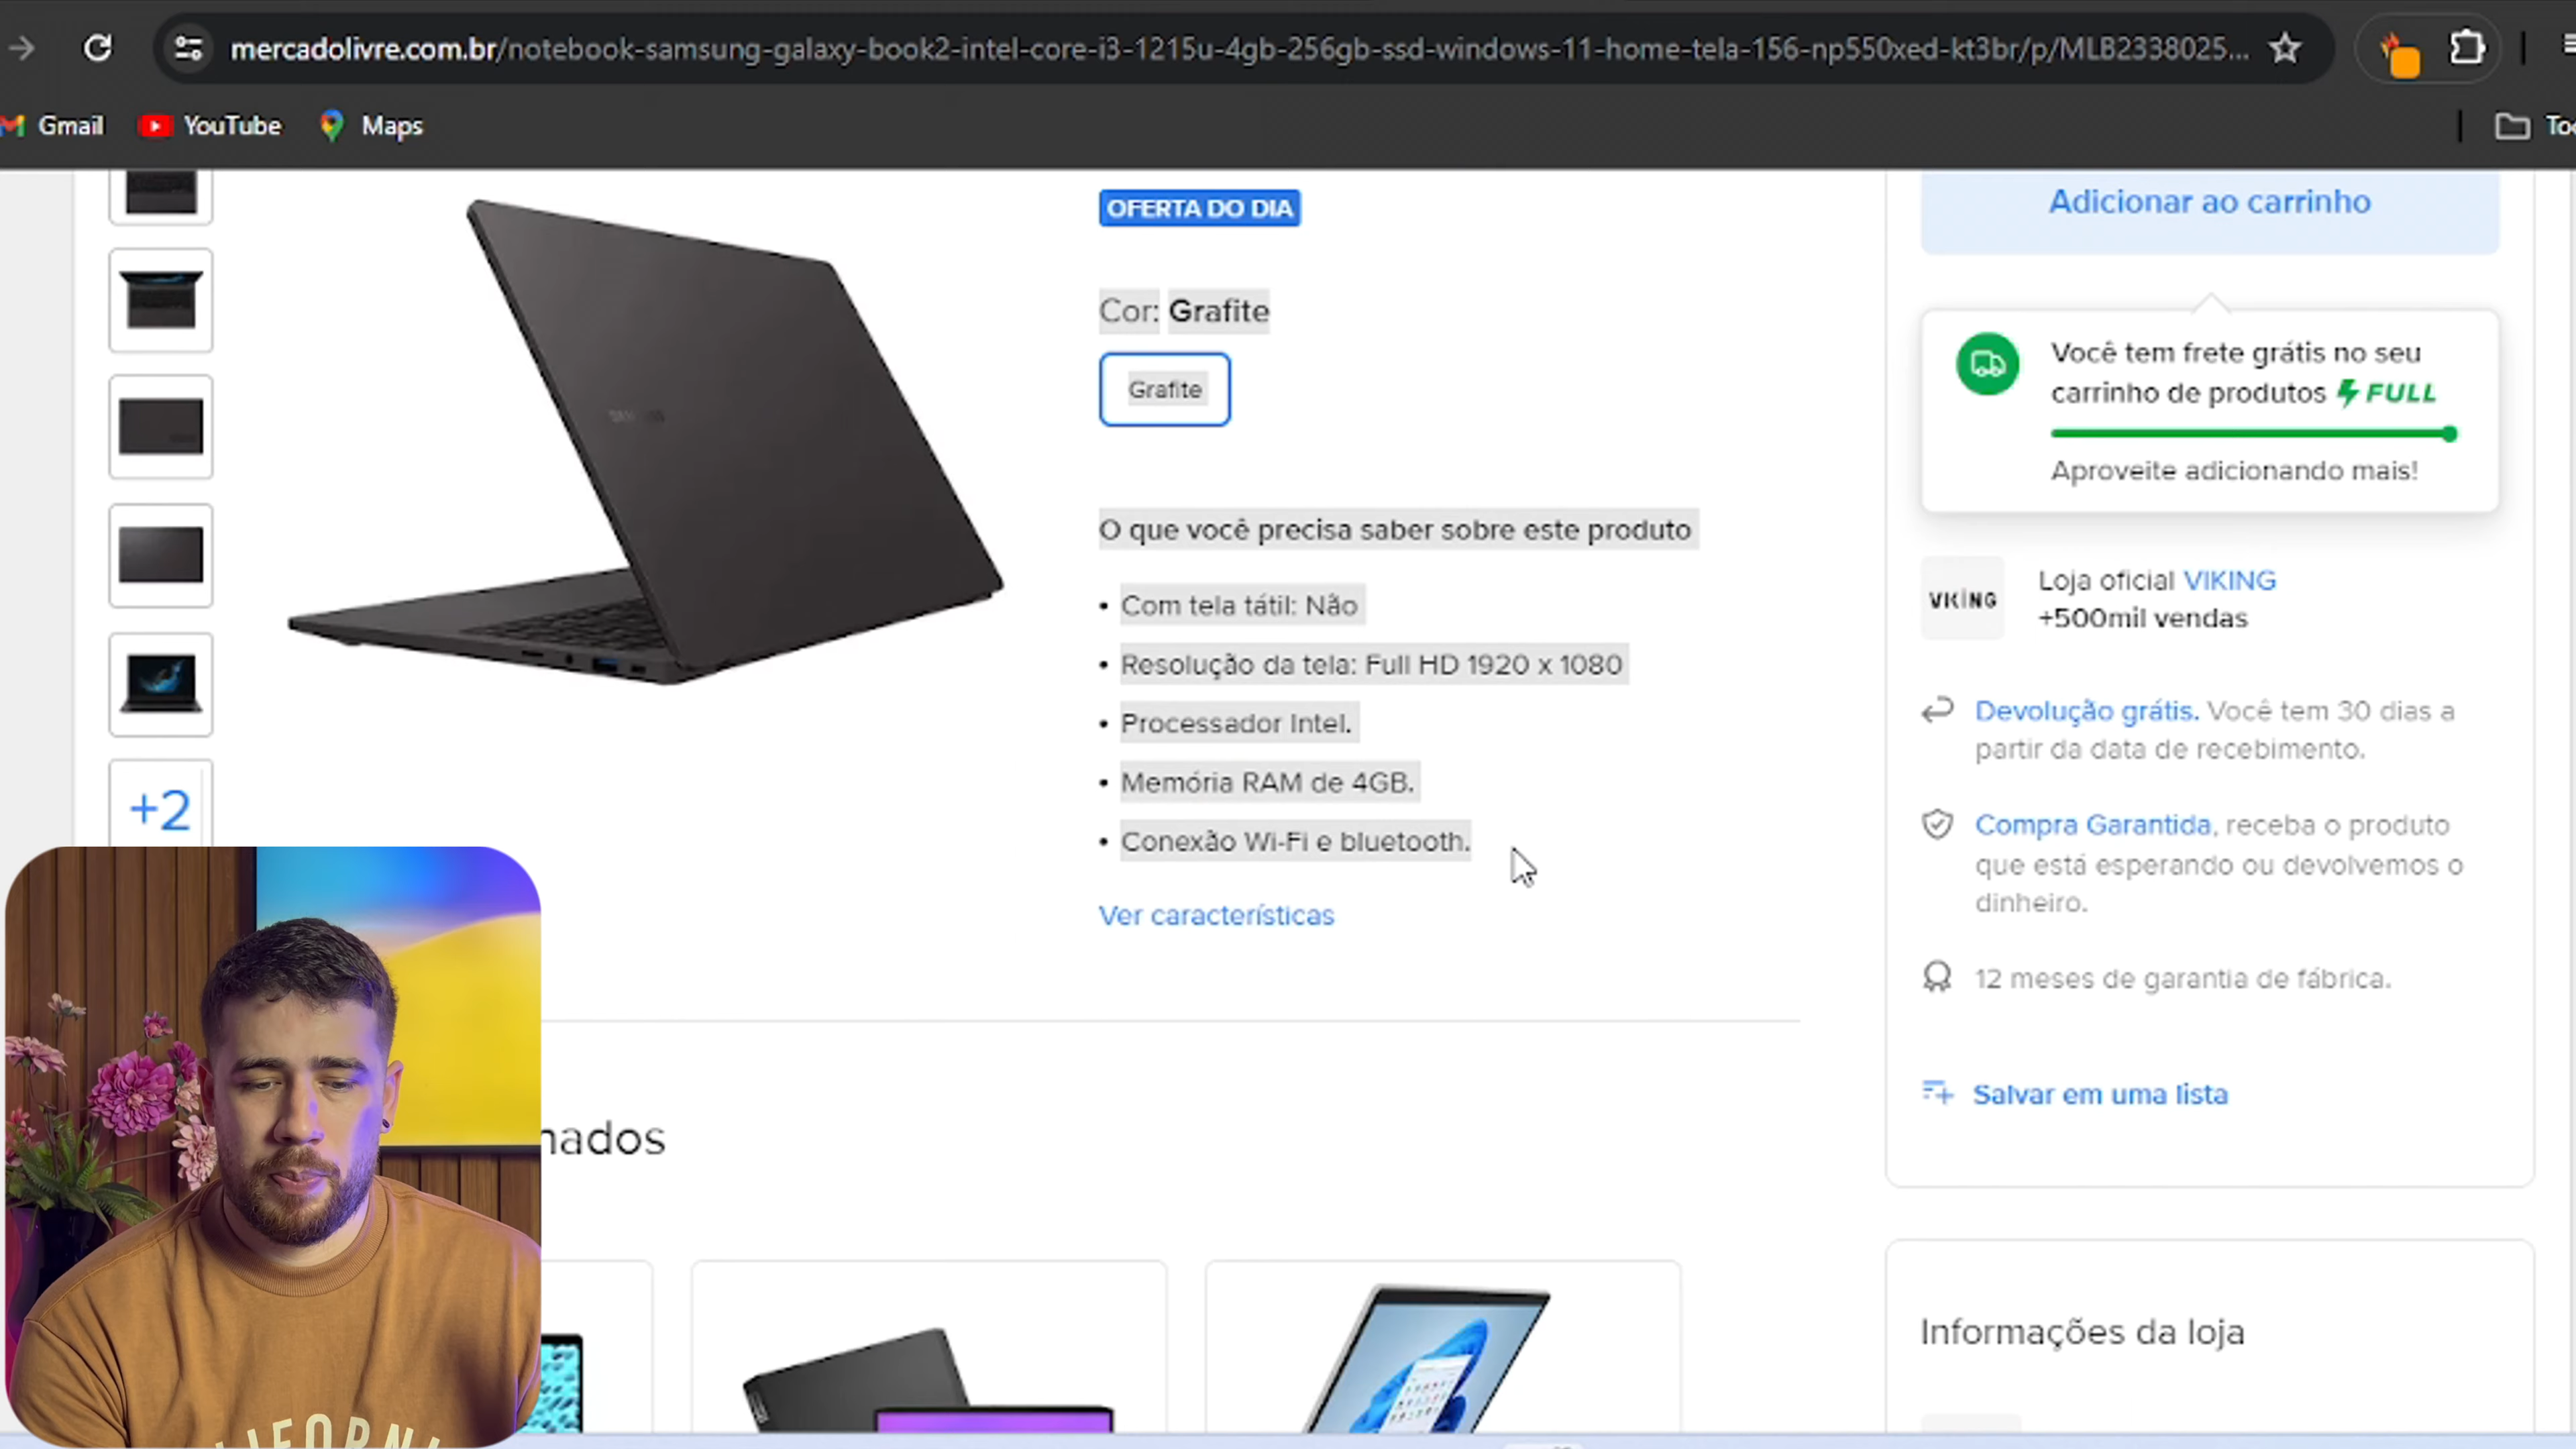 mercadolivre.com.br/notebook-samsung-galaxy-book2-intel-core-i3-1215u-4gb-256gb-ssd-windows-11-home-tela-156-np550xed-kt3br/p/MLB2338025...
Gmail
YouTube
Maps
OFERTA DO DIA
Cor: Grafite
Grafite
O que você precisa saber sobre este produto
• Com tela tátil: Não
• Resolução da tela: Full HD 1920 x 1080
• Processador Intel.
• Memória RAM de 4GB.
• Conexão Wi-Fi e bluetooth.
Ver características
+2
nados
Adicionar ao carrinho
Você tem frete grátis no seu
carrinho de produtos FULL
Aproveite adicionando mais!
VIKING
Loja oficial VIKING
+500mil vendas
Devolução grátis. Você tem 30 dias a
partir da data de recebimento.
Compra Garantida, receba o produto
que está esperando ou devolvemos o
dinheiro.
12 meses de garantia de fábrica.
Salvar em uma lista
Informações da loja